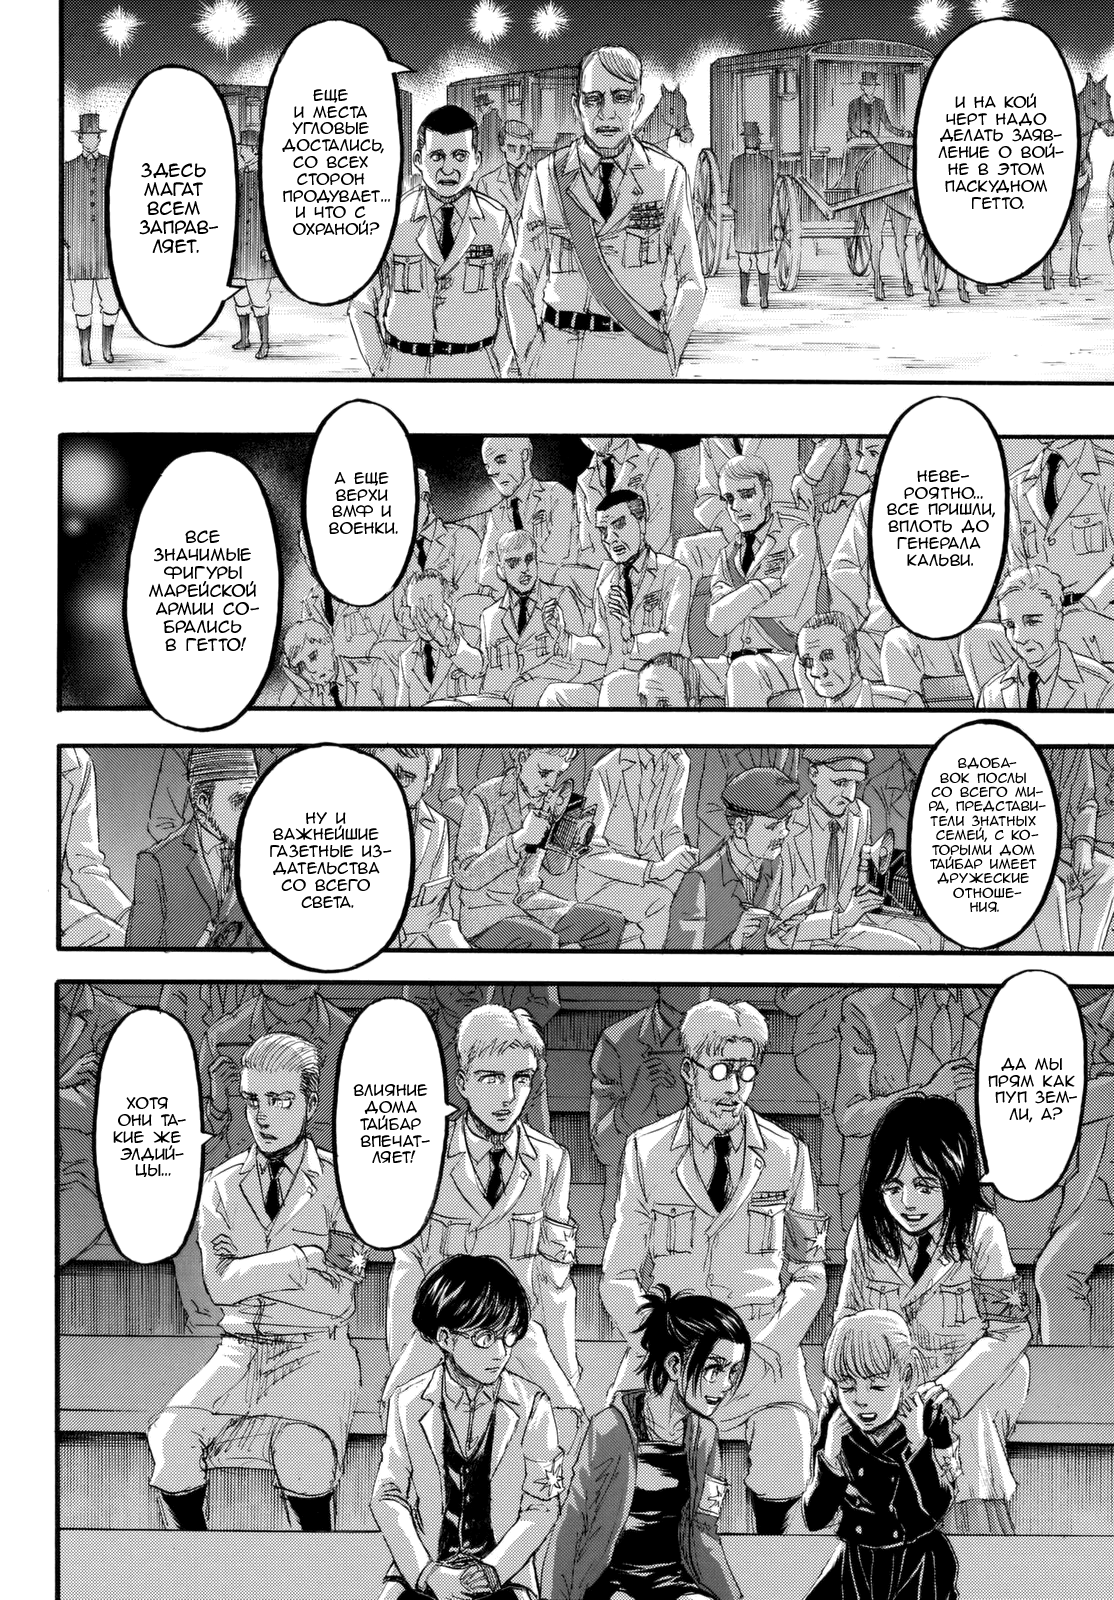 И НА КОЙ
ЧЕРТ НАДО
ДЕЛАТЬ ЗАЯВ-
ЛЕНИЕ О ВОЙ-
НЕ В ЭТОМ
ПАСКУДНОМ
ГЕТТО.
ЕЩЕ
И МЕСТА
УГЛОВЫЕ
ДОСТАЛИСЬ,
СО ВСЕХ
СТОРОН
ПРОДУВАЕТ...
И ЧТО С
ОХРАНОЙ?
ЗДЕСЬ
МАГАТ
ВСЕМ
ЗАПРАВ-
ЛЯЕТ.
НЕВЕ-
РОЯТНО...
ВСЕ ПРИШЛИ,
ВПЛОТЬ ДО
ГЕНЕРАЛА
КАЛЬВИ.
А ЕЩЕ
ВЕРХИ
ВМФ И
ВОЕНКИ.
ВСЕ
ЗНАЧИМЫЕ
ФИГУРЫ
МАРЕЙСКОЙ
АРМИИ СО-
БРАЛИСЬ
В ГЕТТО!
ВДОБА-
ВОК ПОСЛЫ
СО ВСЕГО МИ-
РА, ПРЕДСТАВИ-
ТЕЛИ ЗНАТНЫХ
СЕМЕЙ, С КО-
ТОРЫМИ ДОМ
ТАЙБАР ИМЕЕТ
ДРУЖЕСКИЕ
ОТНОШЕ-
НИЯ.
НУ И
ВАЖНЕЙШИЕ
ГАЗЕТНЫЕ ИЗ-
ДАТЕЛЬСТВА
СО ВСЕГО
СВЕТА.
ДА МЫ
ПРЯМ КАК
ПУП ЗЕМ-
ЛИ, А?
ВЛИЯНИЕ
ДОМА
ТАЙБАР
ВПЕЧАТ-
ЛЯЕТ!
ХОТЯ
ОНИ ТА-
КИЕ ЖЕ
ЭЛДИЙ-
ЦЫ...